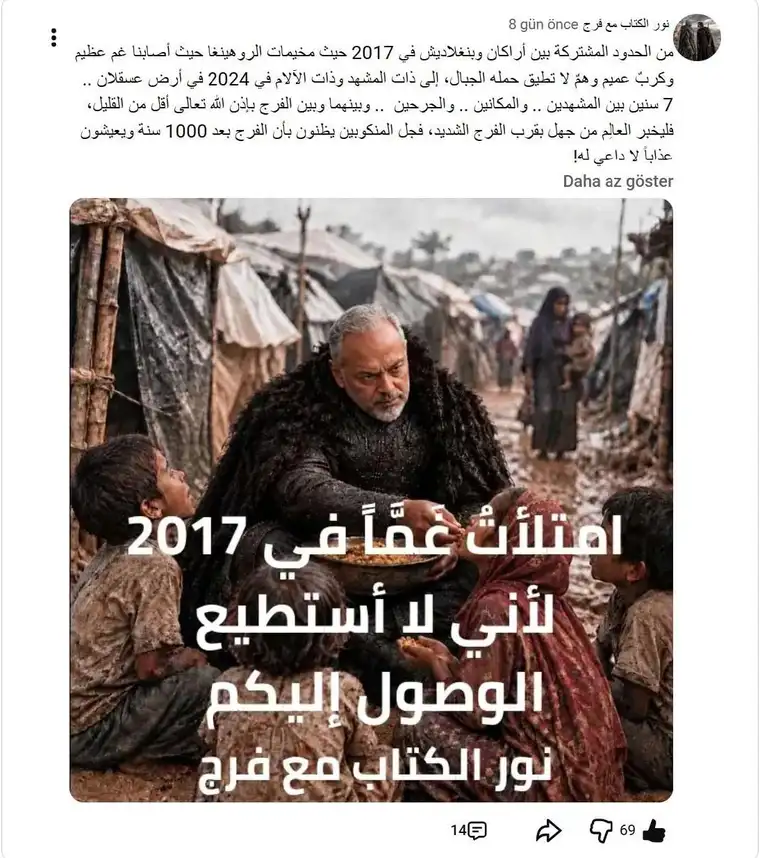 نور الكتاب مع فرج 8 gün önce
من الحدود المشتركة بين أراكان وبنغلاديش في 2017 حيث مخيمات الروهينغا حيث أصابنا غم عظيم
وكربٌ عميم وهمّ لا تطيق حمله الجبال، إلى ذات المشهد وذات الآلام في 2024 في أرض عسقلان ..
7 سنين بين المشهدين .. والمكانين .. والجرحين .. وبينهما وبين الفرج بإذن الله تعالى أقل من القليل،
فليخبر العالِم من جهل بقرب الفرج الشديد، فجل المنكوبين يظنون بأن الفرج بعد 1000 سنة ويعيشون
عذاباً لا داعي له!
Daha az göster
امتلأتُ غَمَّاً في 2017
لأني لا أستطيع
الوصول إليكم
نور الكتاب مع فرج
69
14